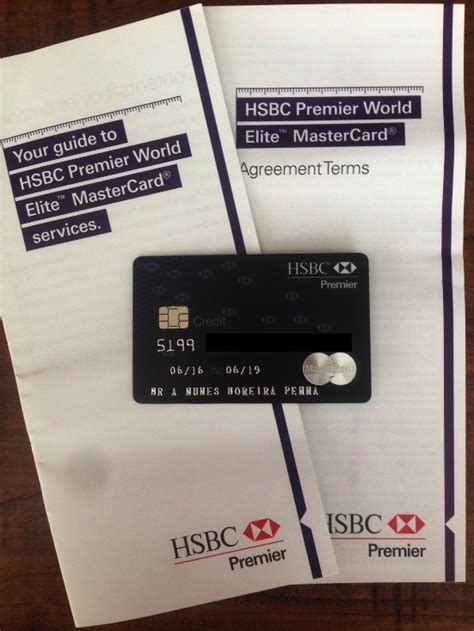 Your guide to
HSBC Premier World
Elite™ MasterCard®
services.
HSBC Premier World
Elite™ MasterCard®
Agreement Terms
HSBC
Premier
Credit
5199
06/16 06/19
MR A NUNES MOREIRA PENNA
HSBC
Premier
HSBC
Premier